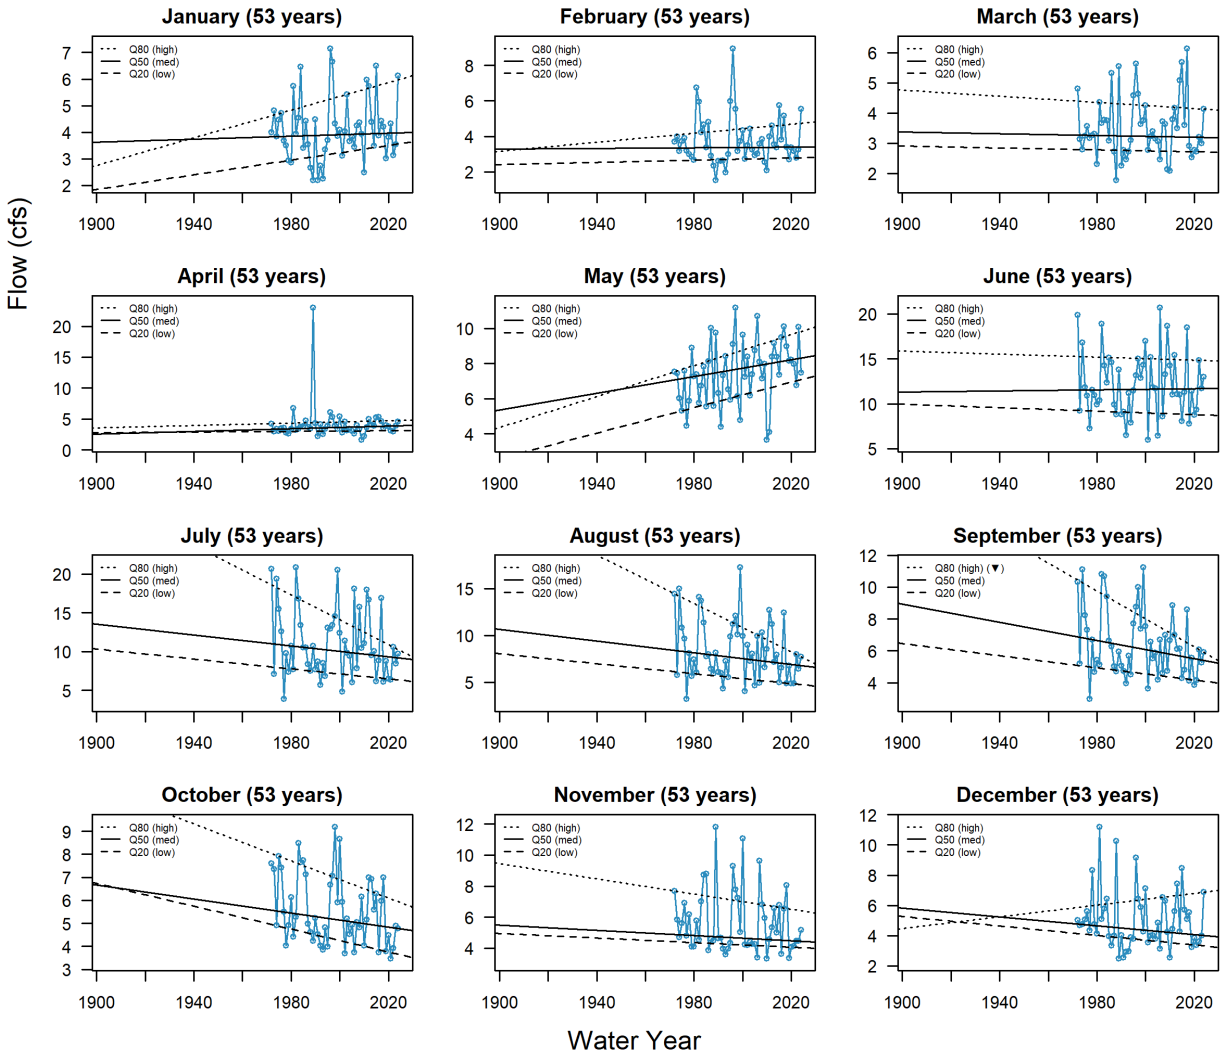 January (53 years)
Q80 (high)
Q50 (med)
Q20 (low)
7
6
5
4
3
2
1900 1940 1980 2020
February (53 years)
Q80 (high)
Q50 (med)
Q20 (low)
8
6
4
2
1900 1940 1980 2020
March (53 years)
Q80 (high)
Q50 (med)
Q20 (low)
6
5
4
3
2
1900 1940 1980 2020
Flow (cfs)
April (53 years)
Q80 (high)
Q50 (med)
Q20 (low)
20
15
10
5
0
1900 1940 1980 2020
May (53 years)
Q80 (high)
Q50 (med)
Q20 (low)
10
8
6
4
1900 1940 1980 2020
June (53 years)
Q80 (high)
Q50 (med)
Q20 (low)
20
15
10
5
1900 1940 1980 2020
July (53 years)
Q80 (high)
Q50 (med)
Q20 (low)
20
15
10
5
1900 1940 1980 2020
August (53 years)
Q80 (high)
Q50 (med)
Q20 (low)
15
10
5
1900 1940 1980 2020
September (53 years)
Q80 (high) (▼)
Q50 (med)
Q20 (low)
12
10
8
6
4
1900 1940 1980 2020
October (53 years)
Q80 (high)
Q50 (med)
Q20 (low)
9
8
7
6
5
4
3
1900 1940 1980 2020
November (53 years)
Q80 (high)
Q50 (med)
Q20 (low)
12
10
8
6
4
1900 1940 1980 2020
December (53 years)
Q80 (high)
Q50 (med)
Q20 (low)
12
10
8
6
4
2
1900 1940 1980 2020
Water Year